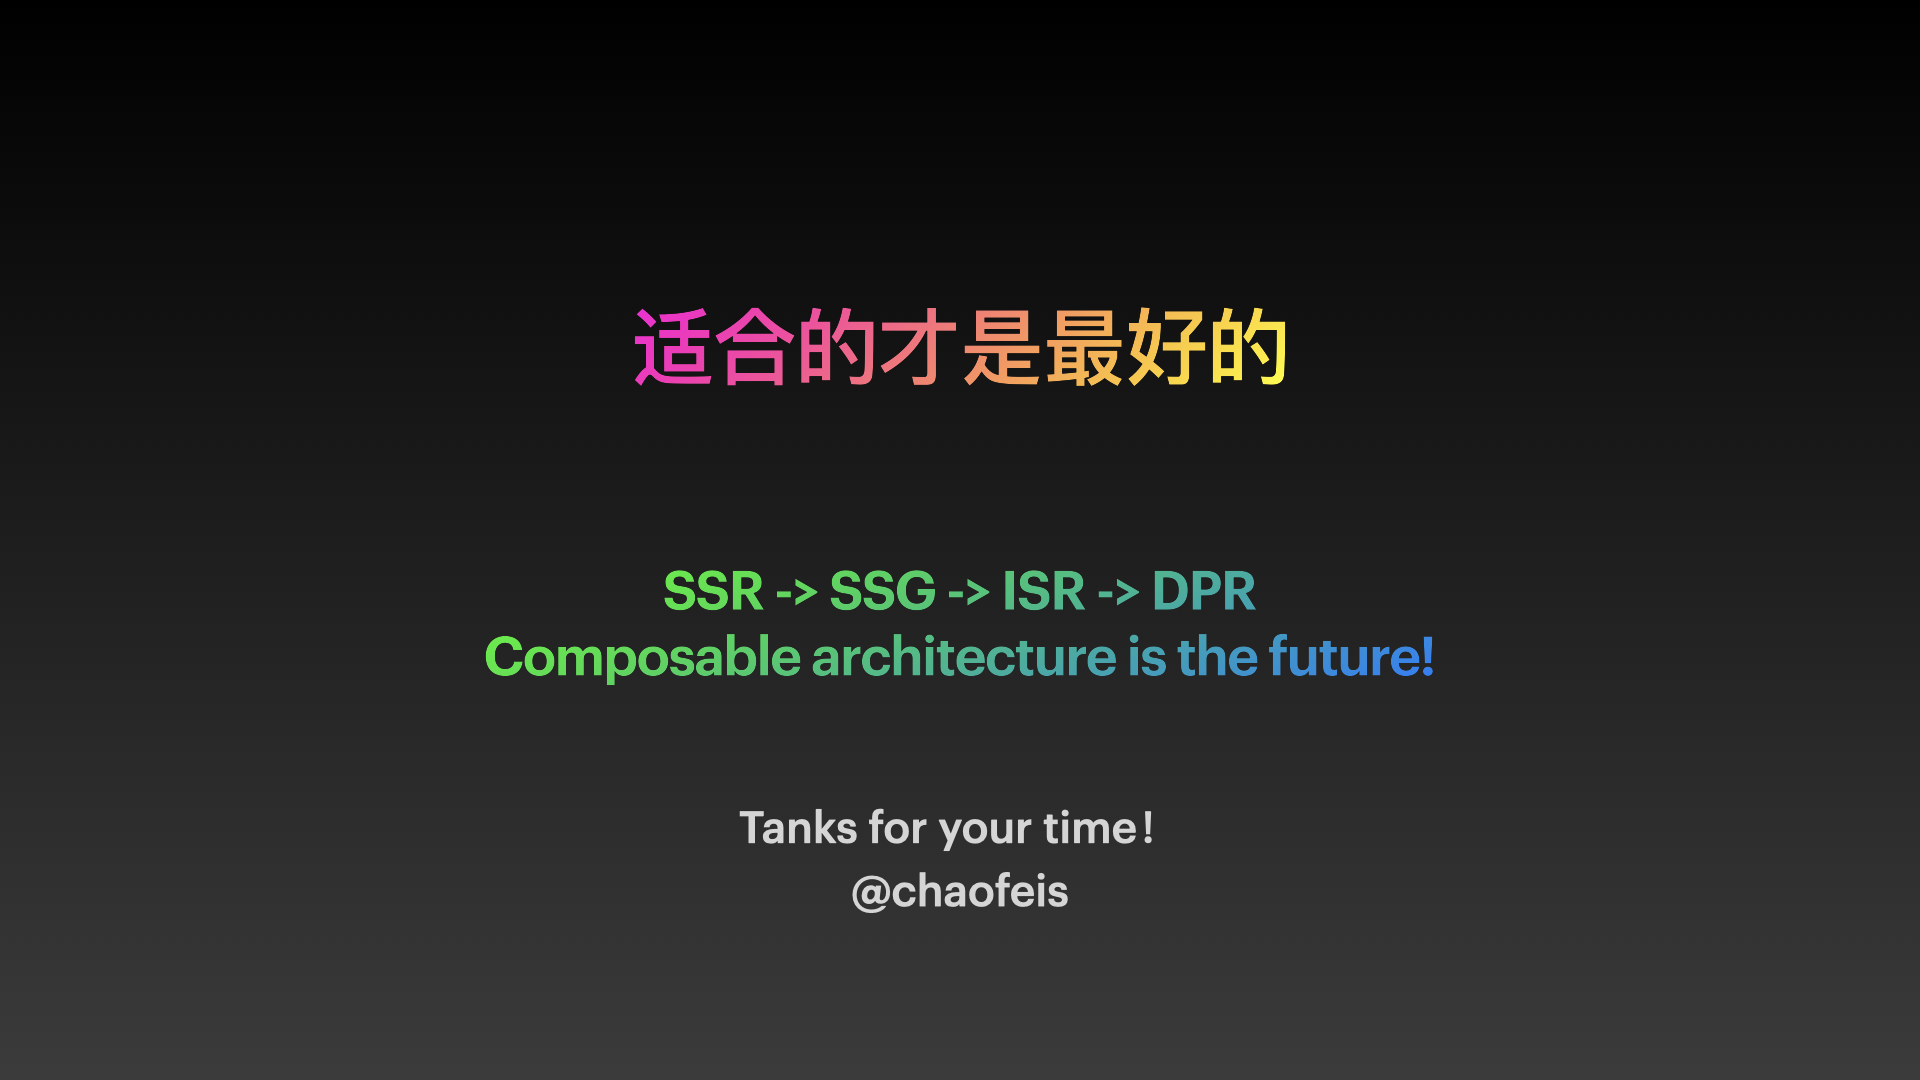 适合的才是最好的
SSR -> SSG -> ISR -> DPR
Composable architecture is the future!
Tanks for your time！
@chaofeis